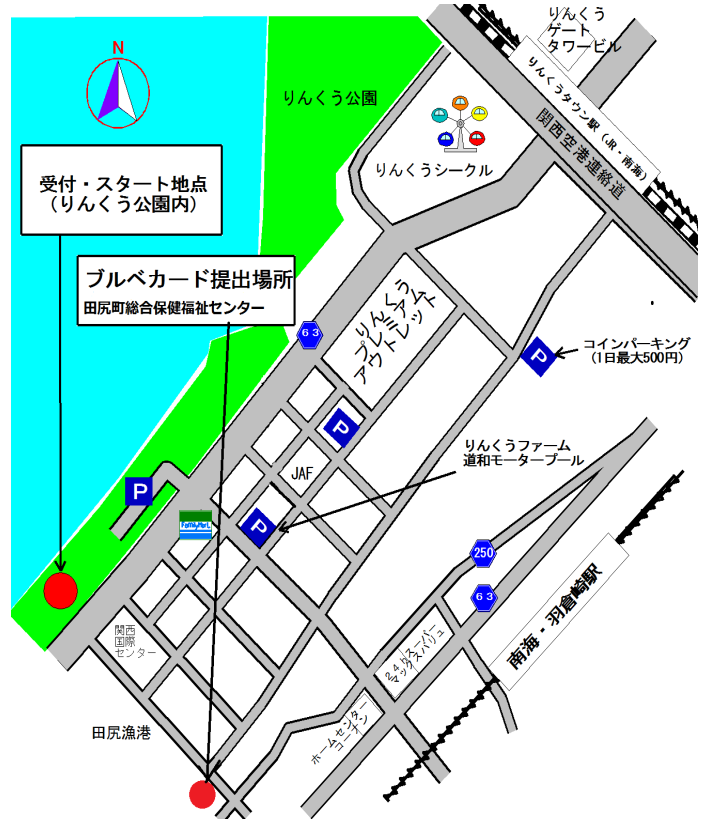 りんくう
ゲート
タワービル
りんくうタウン駅(JR・南海)
関西空港連絡道
N
りんくう公園
りんくうシークル
受付・スタート地点
(りんくう公園内)
ブルベカード提出場所
田尻町総合保健福祉センター
63
りんくう
プレミアム
アウトレット
P
コインパーキング
(1日最大500円)
P
りんくうファーム
道和モータープール
JAF
P
FamilyMart
P
250
63
南海・羽倉崎駅
関西
国際
センター
24hスーパー
マックスバリュ
ホームセンター
コーナン
田尻漁港